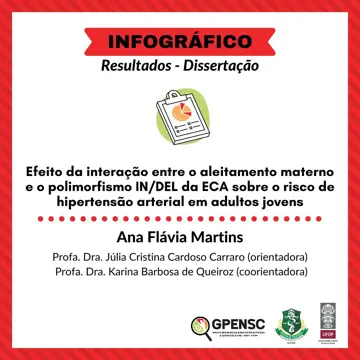 INFOGRÁFICO
Resultados - Dissertação
Efeito da interação entre o aleitamento materno
e o polimorfismo IN/DEL da ECA sobre o risco de
hipertensão arterial em adultos jovens
Ana Flávia Martins
Profa. Dra. Júlia Cristina Cardoso Carraro (orientadora)
Profa. Dra. Karina Barbosa de Queiroz (coorientadora)
GPENSC
UFOP